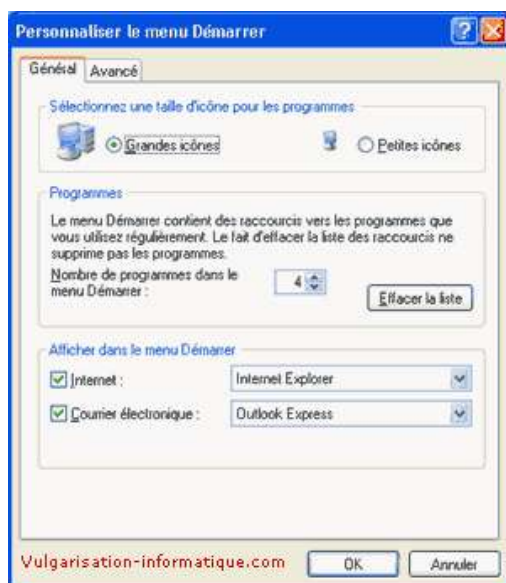 Personnaliser le menu Démarrer
Général
Avancé
Sélectionnez une taille d'icône pour les programmes
Grandes icônes
Petites icônes
Programmes
Le menu Démarrer contient des raccourcis vers les programmes que
vous utilisez régulièrement. Le fait d'effacer la liste des raccourcis ne
supprime pas les programmes.
Nombre de programmes dans le
menu Démarrer :
4
Effacer la liste
Afficher dans le menu Démarrer
Internet :
Internet Explorer
Courrier électronique :
Outlook Express
Vulgarisation-informatique.com
OK
Annuler